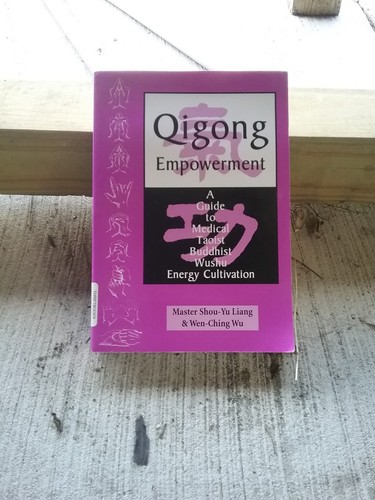 氣
Qigong
Empowerment
功
A
Guide
to
Medical
Taoist
Buddhist
Wushu
Energy Cultivation
Master Shou-Yu Liang
& Wen-Ching Wu